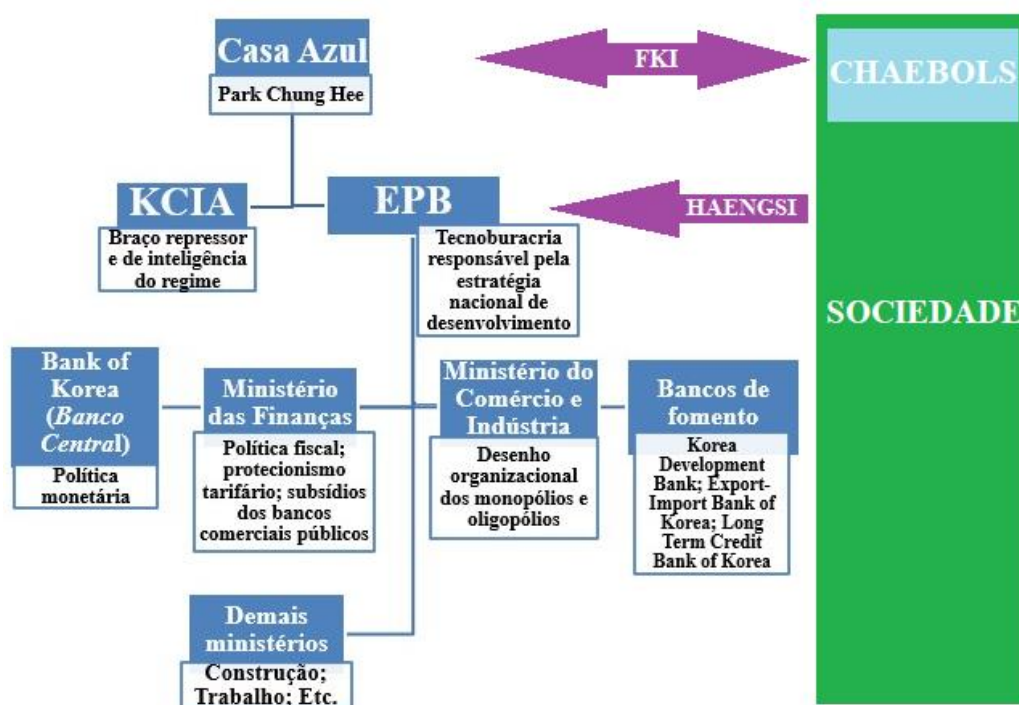 Casa Azul
Park Chung Hee
FKI
CHAEBOLS
KCIA
Braço repressor
e de inteligência
do regime
EPB
Tecnoburacria
responsável pela
estratégia
nacional de
desenvolvimento
HAENGSI
SOCIEDADE
Bank of
Korea
(Banco
Central)
Política
monetária
Ministério
das Finanças
Política fiscal;
protecionismo
tarifário; subsídios
dos bancos
comerciais públicos
Ministério do
Comércio e
Indústria
Desenho
organizacional
dos monopólios e
oligopólios
Bancos de
fomento
Korea
Development
Bank; Export-
Import Bank of
Korea; Long
Term Credit
Bank of Korea
Demais
ministérios
Construção;
Trabalho; Etc.